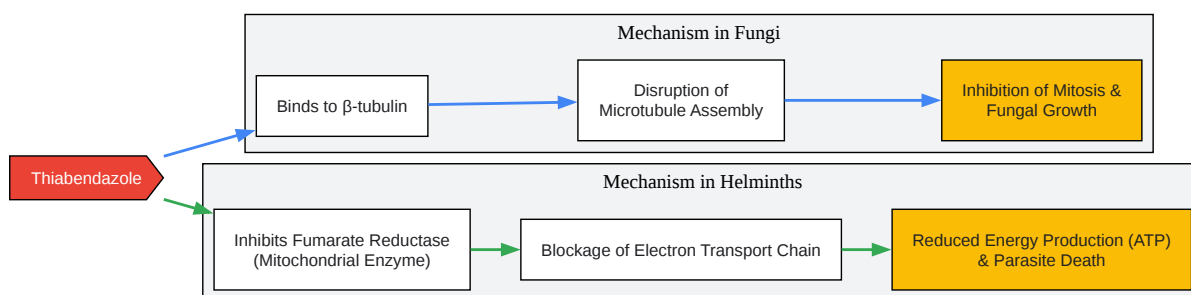 Mechanism in Fungi
Binds to β-tubulin
Disruption of
Microtubule Assembly
Inhibition of Mitosis &
Fungal Growth
Thiabendazole
Mechanism in Helminths
Inhibits Fumarate Reductase
(Mitochondrial Enzyme)
Blockage of Electron Transport Chain
Reduced Energy Production (ATP)
& Parasite Death